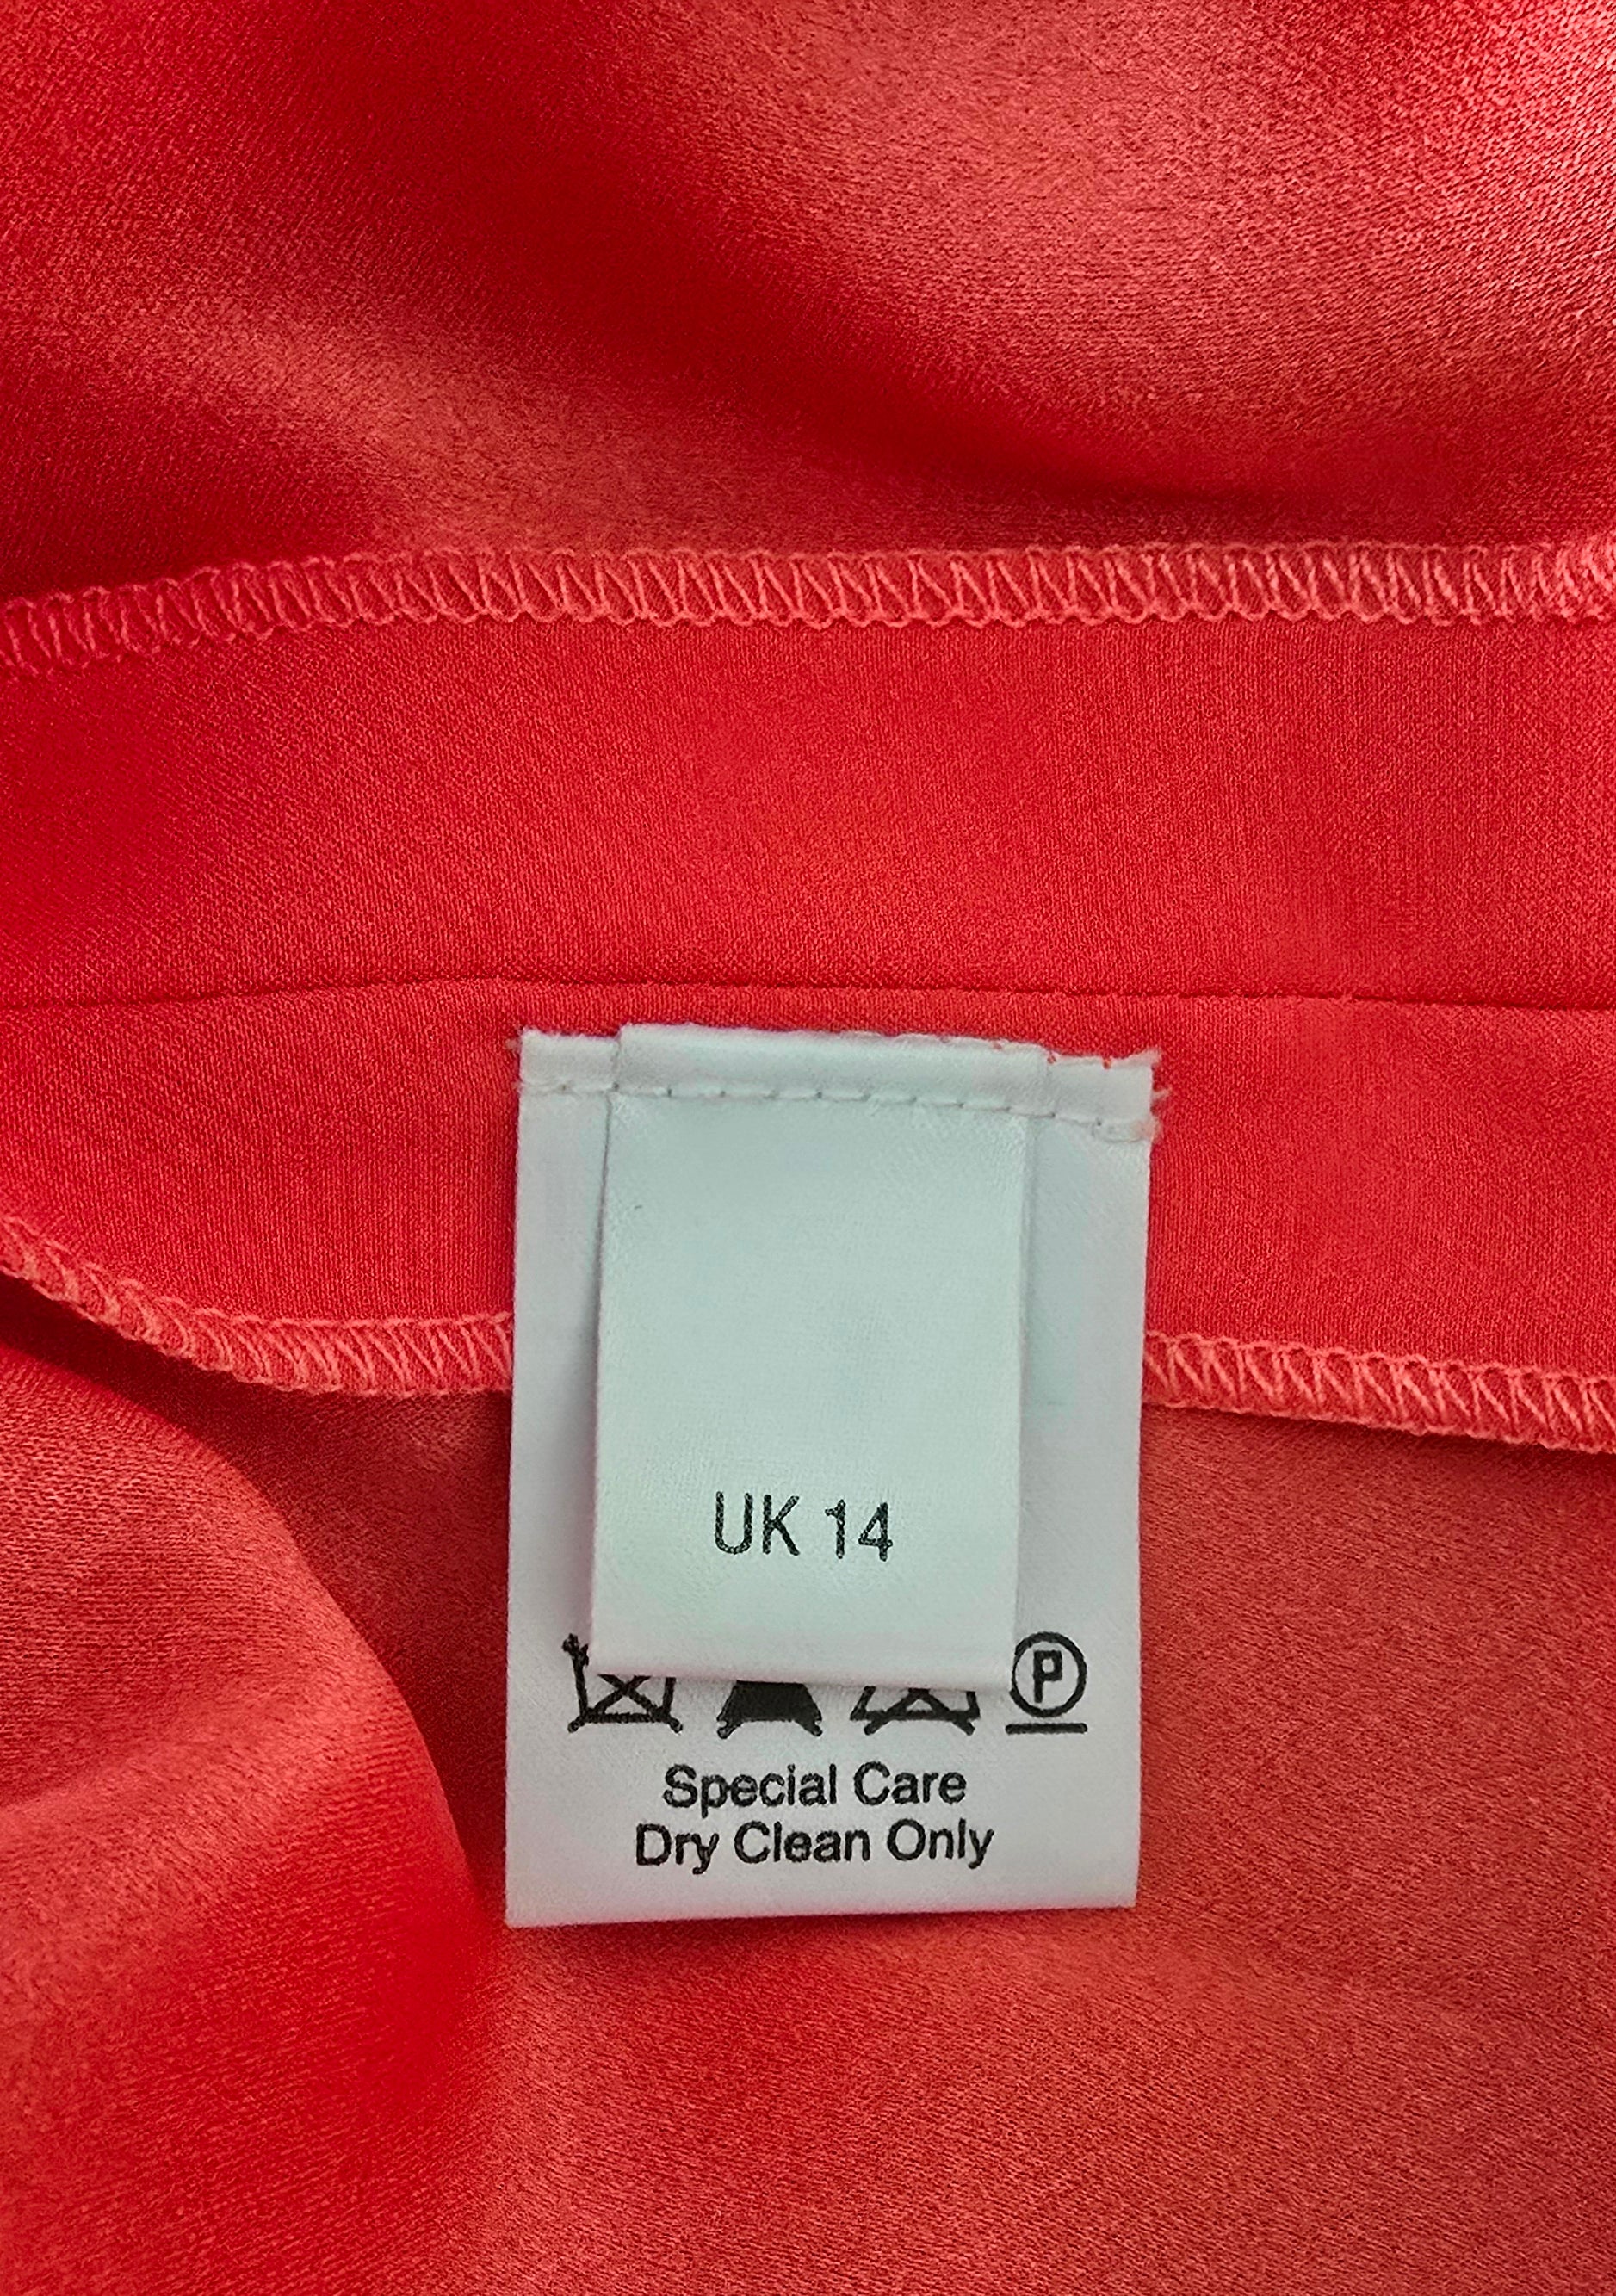 UK 14
P
Special Care
Dry Clean Only